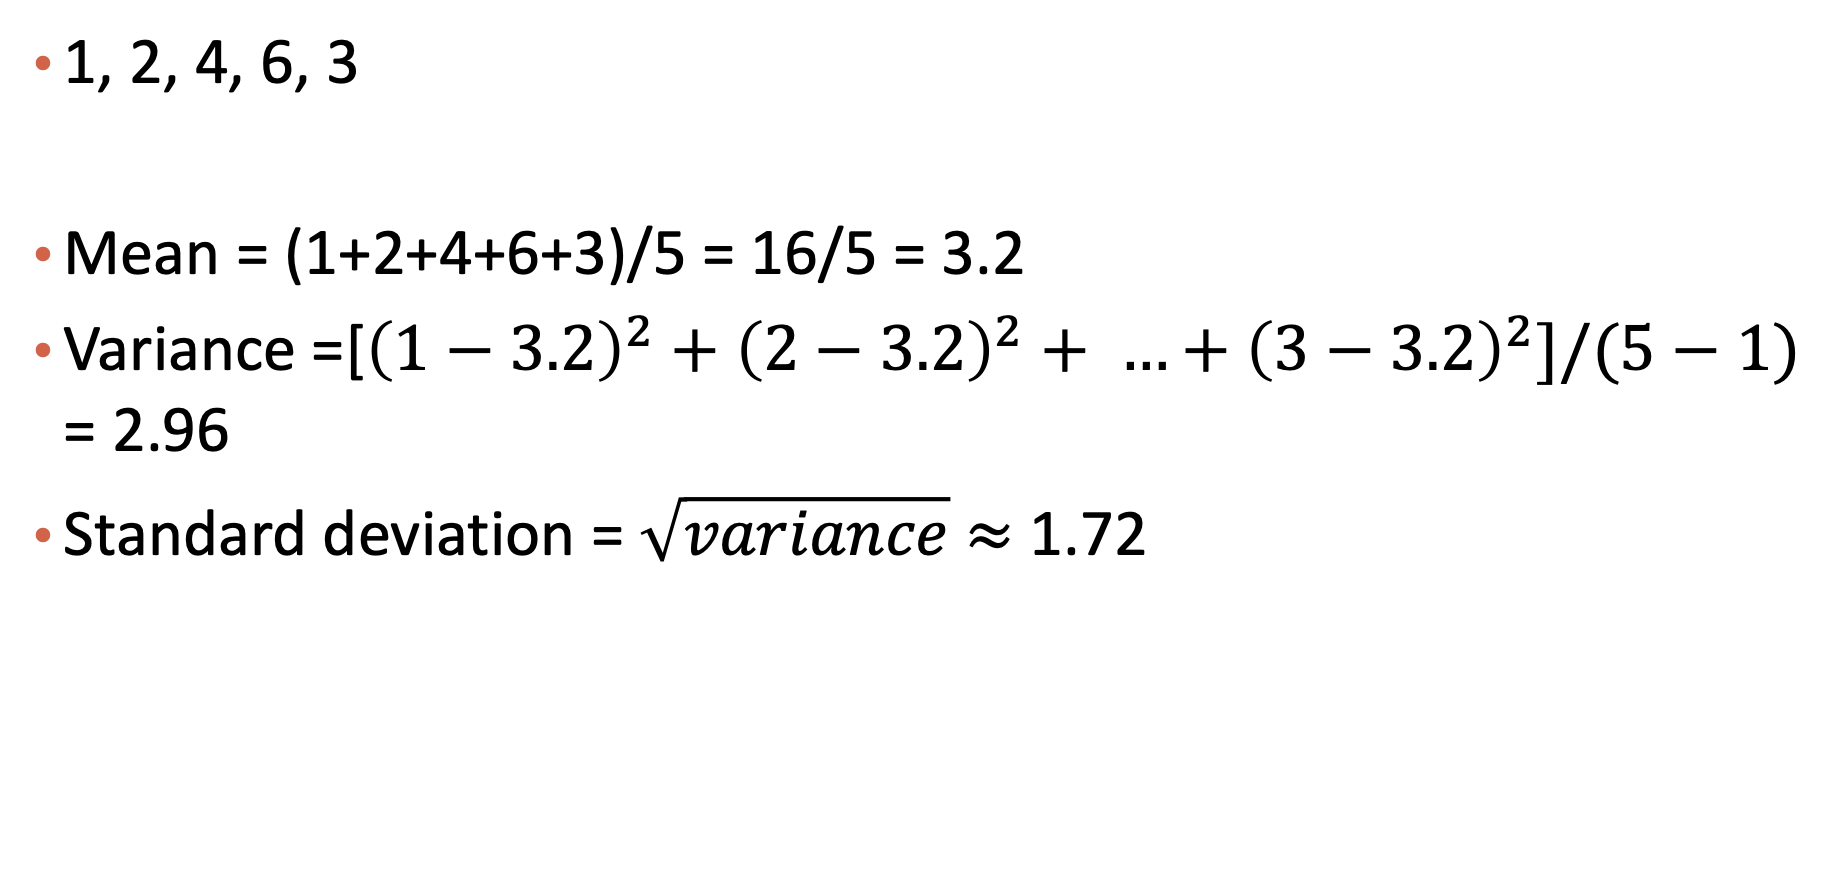 • 1, 2, 4, 6, 3
• Mean = (1+2+4+6+3)/5 = 16/5 = 3.2
• Variance =[(1 − 3.2)² + (2 − 3.2)² + … + (3 − 3.2)²]/(5 − 1)
= 2.96
• Standard deviation = √variance ≈ 1.72